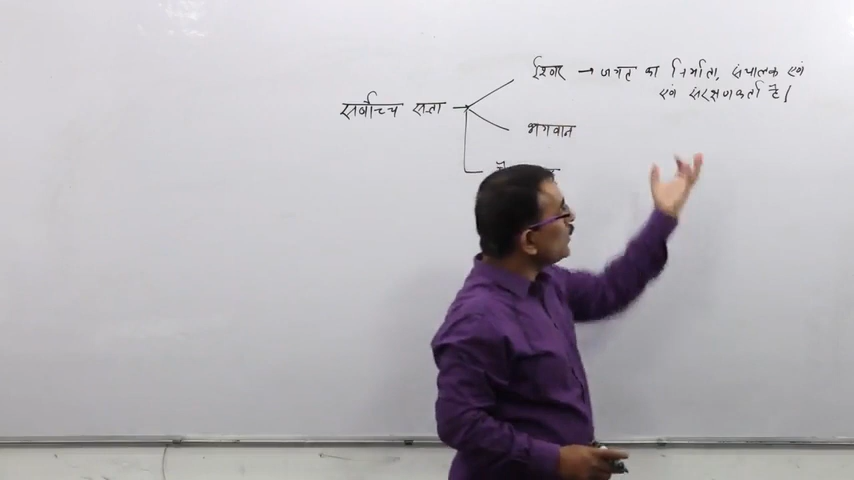 ईश्वर → जगत का निर्माता, संचालक एवं
एवं संरक्षणकर्ता है।
सर्वोच्च सत्ता →
भगवान